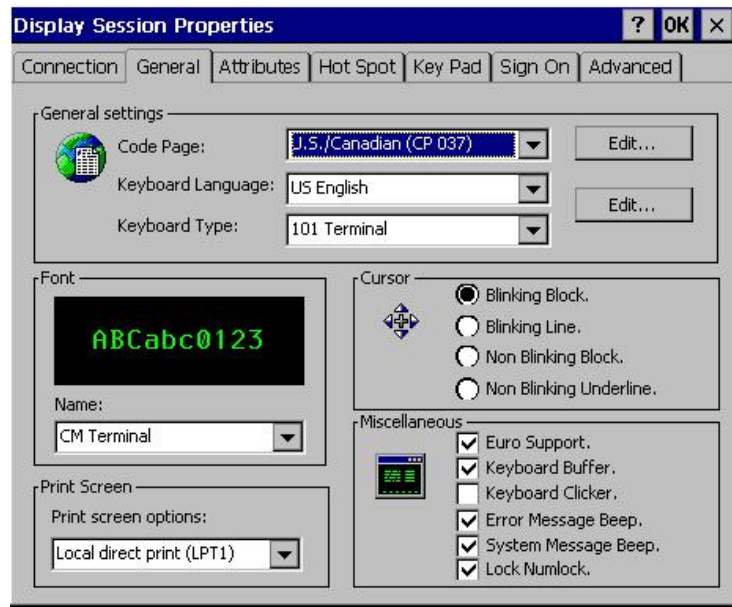 Display Session Properties ? OK ×
Connection General Attributes Hot Spot Key Pad Sign On Advanced
General settings
Code Page: J.S./Canadian (CP 037) Edit...
Keyboard Language: US English
Edit...
Keyboard Type: 101 Terminal
Font
ABCabc0123
Name:
CM Terminal
Print Screen
Print screen options:
Local direct print (LPT1)
Cursor
Blinking Block.
Blinking Line.
Non Blinking Block.
Non Blinking Underline.
Miscellaneous
Euro Support.
Keyboard Buffer.
Keyboard Clicker.
Error Message Beep.
System Message Beep.
Lock Numlock.